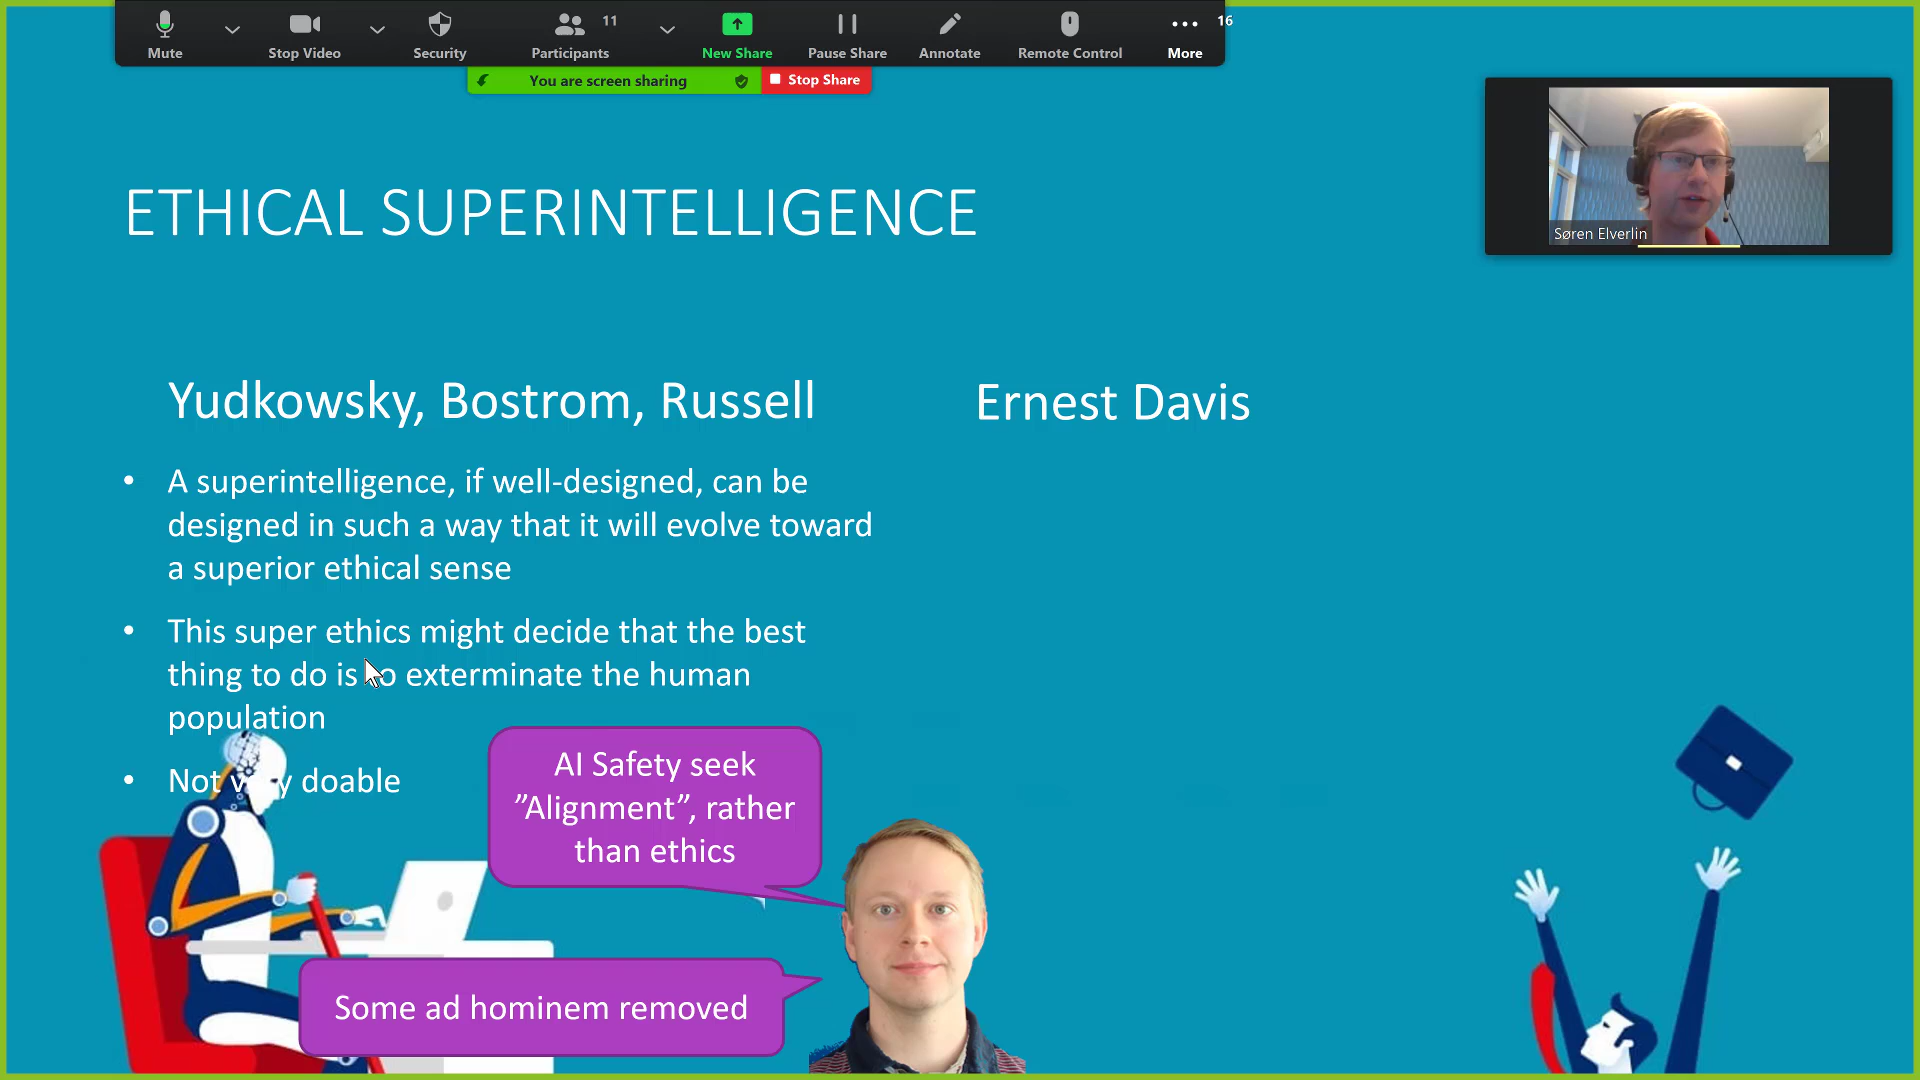 Mute
Stop Video
Security
Participants
11
New Share
Pause Share
Annotate
Remote Control
More
16
You are screen sharing
Stop Share
Søren Elverlin
ETHICAL SUPERINTELLIGENCE
Yudkowsky, Bostrom, Russell
• A superintelligence, if well-designed, can be
designed in such a way that it will evolve toward
a superior ethical sense
• This super ethics might decide that the best
thing to do is to exterminate the human
population
• Not very doable
Ernest Davis
AI Safety seek
”Alignment”, rather
than ethics
Some ad hominem removed